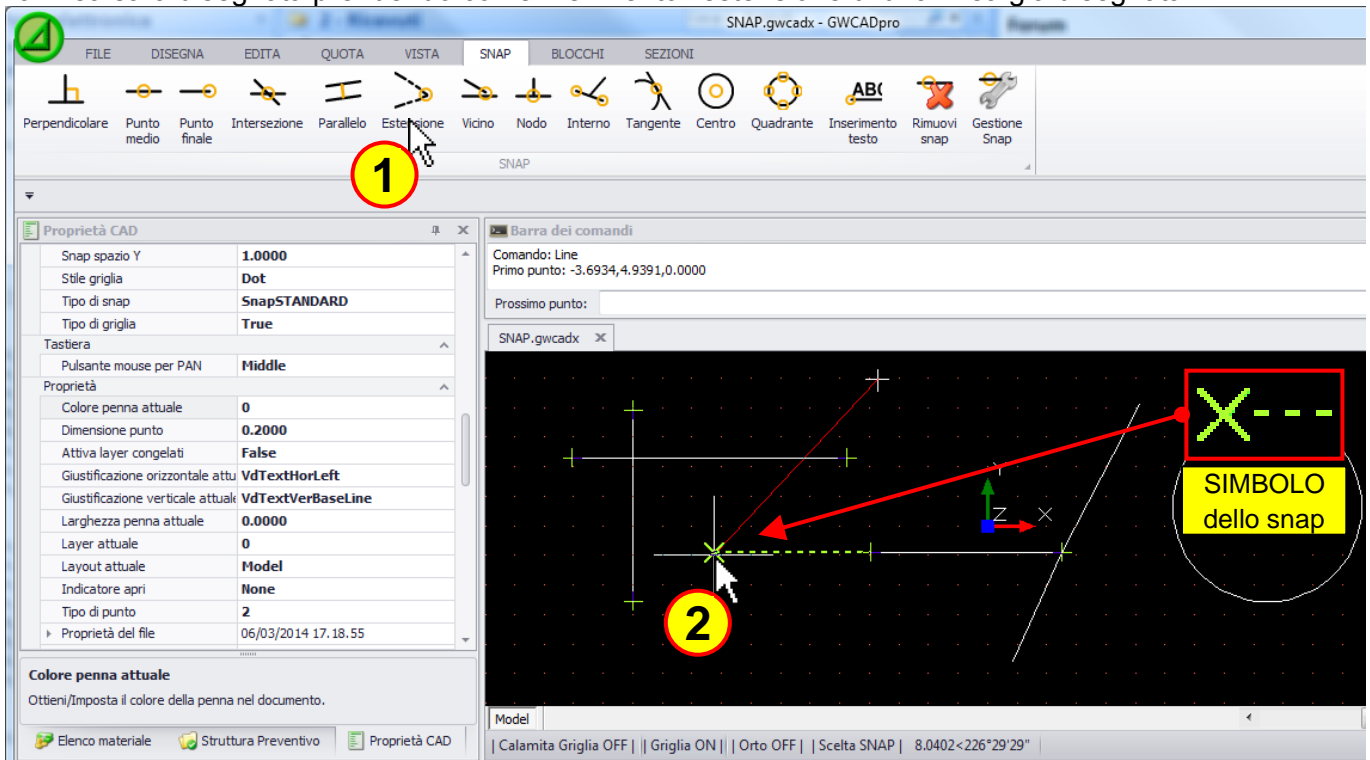 SNAP.gwcadx - GWCADpro
FILE DISEGNA EDITA QUOTA VISTA SNAP BLOCCHI SEZIONI
Perpendicolare Punto medio Punto finale Intersezione Parallelo Estensione Vicino Nodo Interno Tangente Centro Quadrante Inserimento testo Rimuovi snap Gestione Snap
ABC
1
SNAP
Proprietà CAD
Snap spazio Y 1.0000
Stile griglia Dot
Tipo di snap SnapSTANDARD
Tipo di griglia True
Tastiera
Pulsante mouse per PAN Middle
Proprietà
Colore penna attuale 0
Dimensione punto 0.2000
Attiva layer congelati False
Giustificazione orizzontale attu VdTextHorLeft
Giustificazione verticale attuale VdTextVerBaseLine
Larghezza penna attuale 0.0000
Layer attuale 0
Layout attuale Model
Indicatore apri None
Tipo di punto 2
Proprietà del file 06/03/2014 17.18.55
Colore penna attuale
Ottieni/Imposta il colore della penna nel documento.
Elenco materiale Struttura Preventivo Proprietà CAD
Barra dei comandi
Comando: Line
Primo punto: -3.6934,4.9391,0.0000
Prossimo punto:
SNAP.gwcadx
Y
Z X
SIMBOLO
dello snap
2
Model
| Calamita Griglia OFF | | Griglia ON | | Orto OFF | | Scelta SNAP | 8.0402<226°29'29"